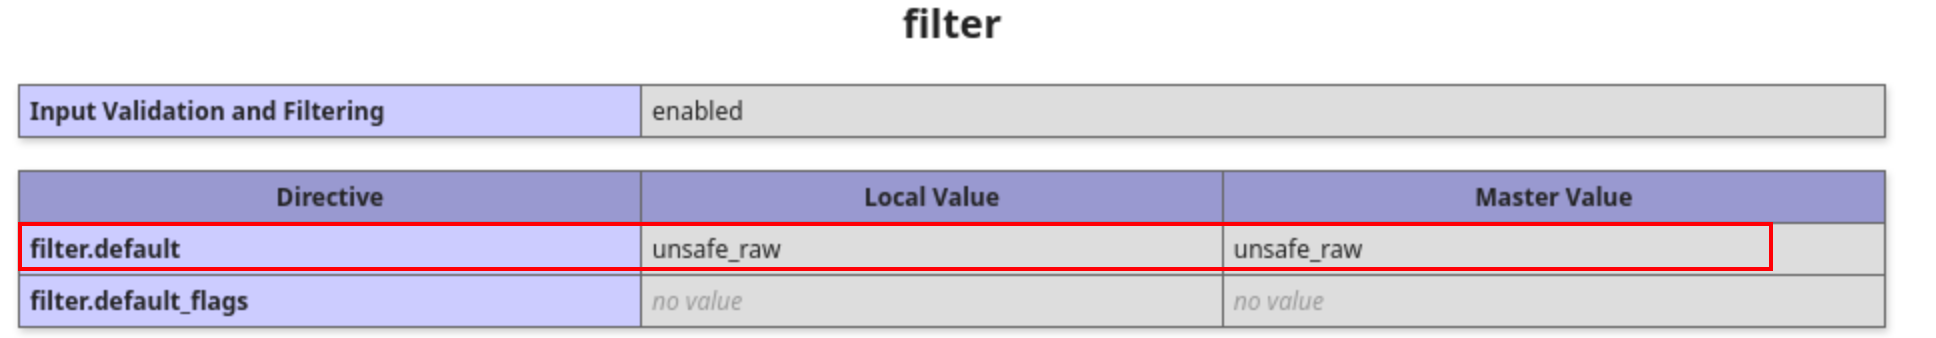 filter
Input Validation and Filtering enabled
Directive Local Value Master Value
filter.default unsafe_raw unsafe_raw
filter.default_flags no value no value